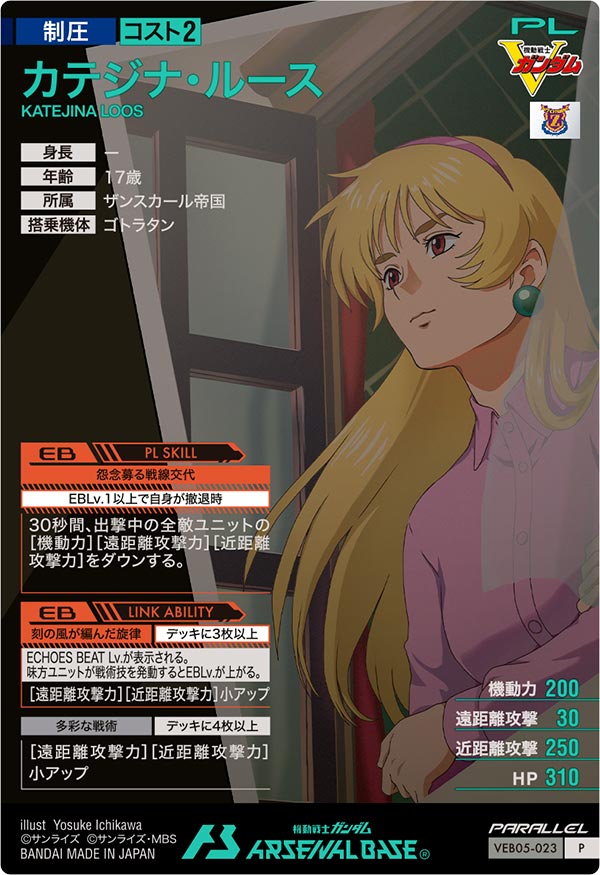 制圧 コスト2
PL
機動戦士
Vガンダム
カテジナ・ルース
KATEJINA LOOS
身長 ー
年齢 17歳
所属 ザンスカール帝国
搭乗機体 ゴトラタン
EB PL SKILL
怨念募る戦線交代
EBLv.1以上で自身が撤退時
30秒間、出撃中の全敵ユニットの
[機動力][遠距離攻撃力][近距離
攻撃力]をダウンする。
EB LINK ABILITY
刻の風が編んだ旋律 デッキに3枚以上
ECHOES BEAT Lv.が表示される。
味方ユニットが戦術技を発動するとEBLv.が上がる。
[遠距離攻撃力][近距離攻撃力]小アップ
多彩な戦術 デッキに4枚以上
[遠距離攻撃力][近距離攻撃力]
小アップ
機動力 200
遠距離攻撃 30
近距離攻撃 250
HP 310
illust Yosuke Ichikawa
©サンライズ ©サンライズ・MBS
BANDAI MADE IN JAPAN
機動戦士ガンダム
AB ARSENAL BASE®
PARALLEL
VEB05-023 P